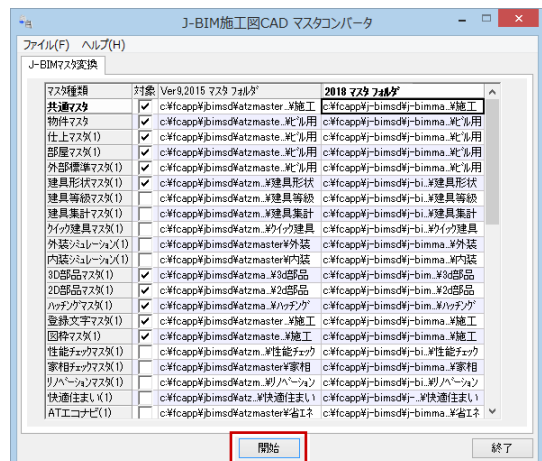 J-BIM施工図CAD マスタコンバータ
ファイル(F) ヘルプ(H)
J-BIMマスタ変換
マスタ種類 対象 Ver9,2015 マスタ フォルダ 2018 マスタ フォルダ
共通マスタ c:¥fcapp¥jbimsd¥atzmaster..¥施工 c:¥fcapp¥j-bimsd¥j-bimma..¥施工
物件マスタ c:¥fcapp¥jbimsd¥atzmaste..¥ビル用 c:¥fcapp¥j-bimsd¥j-bimma..¥ビル用
仕上マスタ(1) c:¥fcapp¥jbimsd¥atzmaste..¥ビル用 c:¥fcapp¥j-bimsd¥j-bimma..¥ビル用
部屋マスタ(1) c:¥fcapp¥jbimsd¥atzmaste..¥ビル用 c:¥fcapp¥j-bimsd¥j-bimma..¥ビル用
外部標準マスタ(1) c:¥fcapp¥jbimsd¥atzmaste..¥ビル用 c:¥fcapp¥j-bimsd¥j-bimma..¥ビル用
建具形状マスタ(1) c:¥fcapp¥jbimsd¥atzm..¥建具形状 c:¥fcapp¥j-bimsd¥j-bi..¥建具形状
建具等級マスタ(1) c:¥fcapp¥jbimsd¥atzm..¥建具等級 c:¥fcapp¥j-bimsd¥j-bi..¥建具等級
建具集計マスタ(1) c:¥fcapp¥jbimsd¥atzm..¥建具集計 c:¥fcapp¥j-bimsd¥j-bi..¥建具集計
クイック建具マスタ(1) c:¥fcapp¥jbimsd¥atzm..¥クイック建具 c:¥fcapp¥j-bimsd¥j-bi..¥クイック建具
外装シミュレーション(1) c:¥fcapp¥jbimsd¥atzmaster¥外装 c:¥fcapp¥j-bimsd¥j-bimma..¥外装
内装シミュレーション(1) c:¥fcapp¥jbimsd¥atzmaster¥内装 c:¥fcapp¥j-bimsd¥j-bimma..¥内装
3D部品マスタ(1) c:¥fcapp¥jbimsd¥atzma..¥3d部品 c:¥fcapp¥j-bimsd¥j-bim..¥3d部品
2D部品マスタ(1) c:¥fcapp¥jbimsd¥atzma..¥2d部品 c:¥fcapp¥j-bimsd¥j-bim..¥2d部品
ハッチングマスタ(1) c:¥fcapp¥jbimsd¥atzma..¥ハッチング c:¥fcapp¥j-bimsd¥j-bim..¥ハッチング
登録文字マスタ(1) c:¥fcapp¥jbimsd¥atzmaster..¥施工 c:¥fcapp¥j-bimsd¥j-bimma..¥施工
図枠マスタ(1) c:¥fcapp¥jbimsd¥atzmaster..¥施工 c:¥fcapp¥j-bimsd¥j-bimma..¥施工
性能チェックマスタ(1) c:¥fcapp¥jbimsd¥atzm..¥性能チェック c:¥fcapp¥j-bimsd¥j-bi..¥性能チェック
家相チェックマスタ(1) c:¥fcapp¥jbimsd¥atzmaster¥家相 c:¥fcapp¥j-bimsd¥j-bimma..¥家相
リノベーションマスタ(1) c:¥fcapp¥jbimsd¥atzm..¥リノベーション c:¥fcapp¥j-bimsd¥j-bi..¥リノベーション
快適住まい(1) c:¥fcapp¥jbimsd¥atz..¥快適住まい c:¥fcapp¥j-bimsd¥j-..¥快適住まい
ATエコナビ(1) c:¥fcapp¥jbimsd¥atzmaster¥省エネ c:¥fcapp¥j-bimsd¥j-bimma..¥省エネ
開始 終了